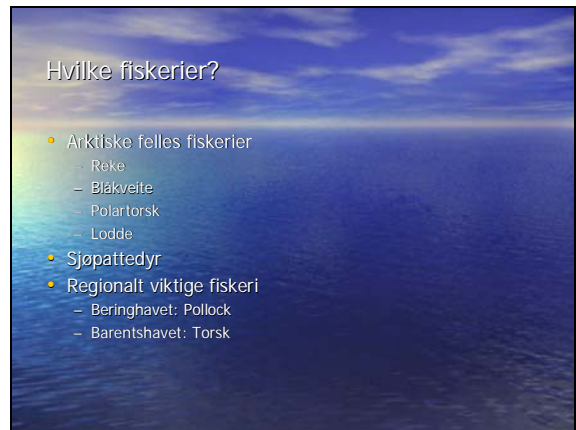 Hvilke fiskerier?
• Arktiske felles fiskerier
– Reke
– Blåkveite
– Polartorsk
– Lodde
• Sjøpattedyr
• Regionalt viktige fiskeri
– Beringhavet: Pollock
– Barentshavet: Torsk